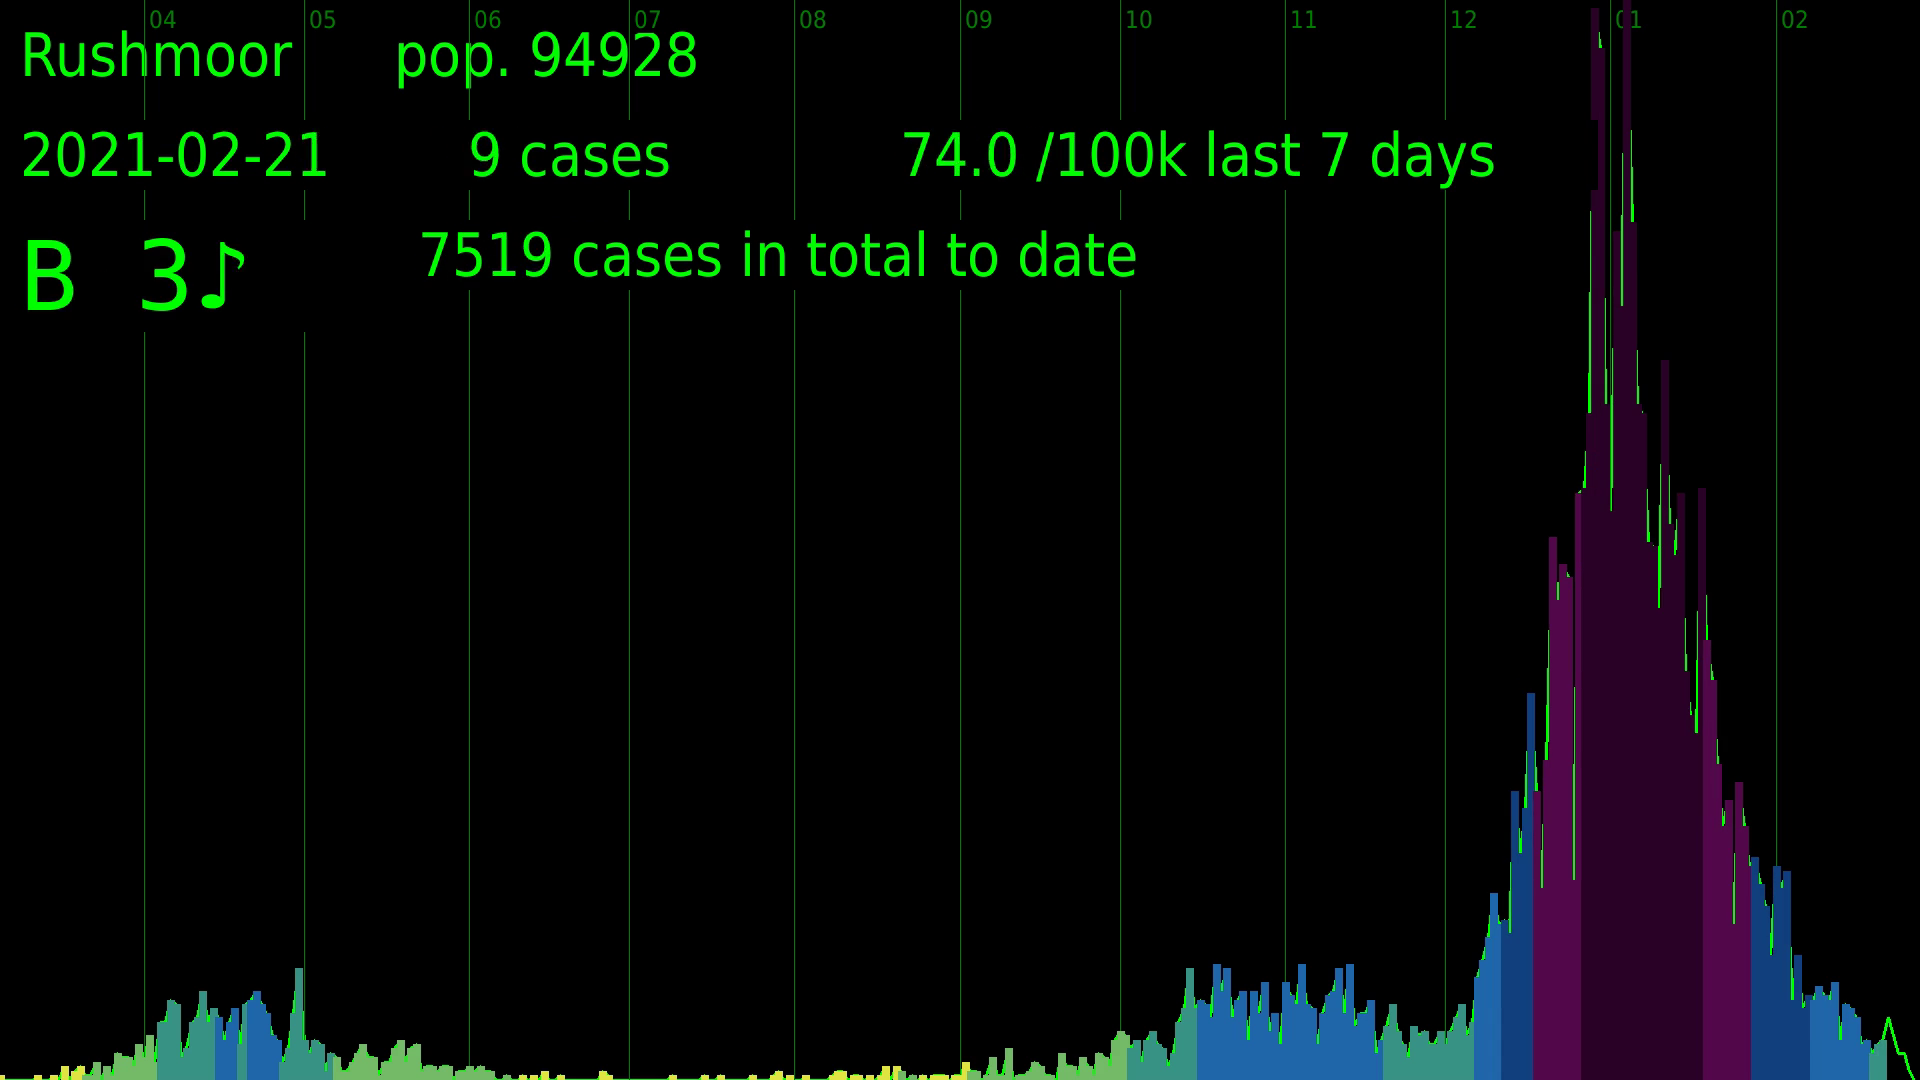 04 05 06 07 08 09 10 11 12 01 02
Rushmoor pop. 94928
2021-02-21 9 cases 74.0 /100k last 7 days
B 3♪ 7519 cases in total to date